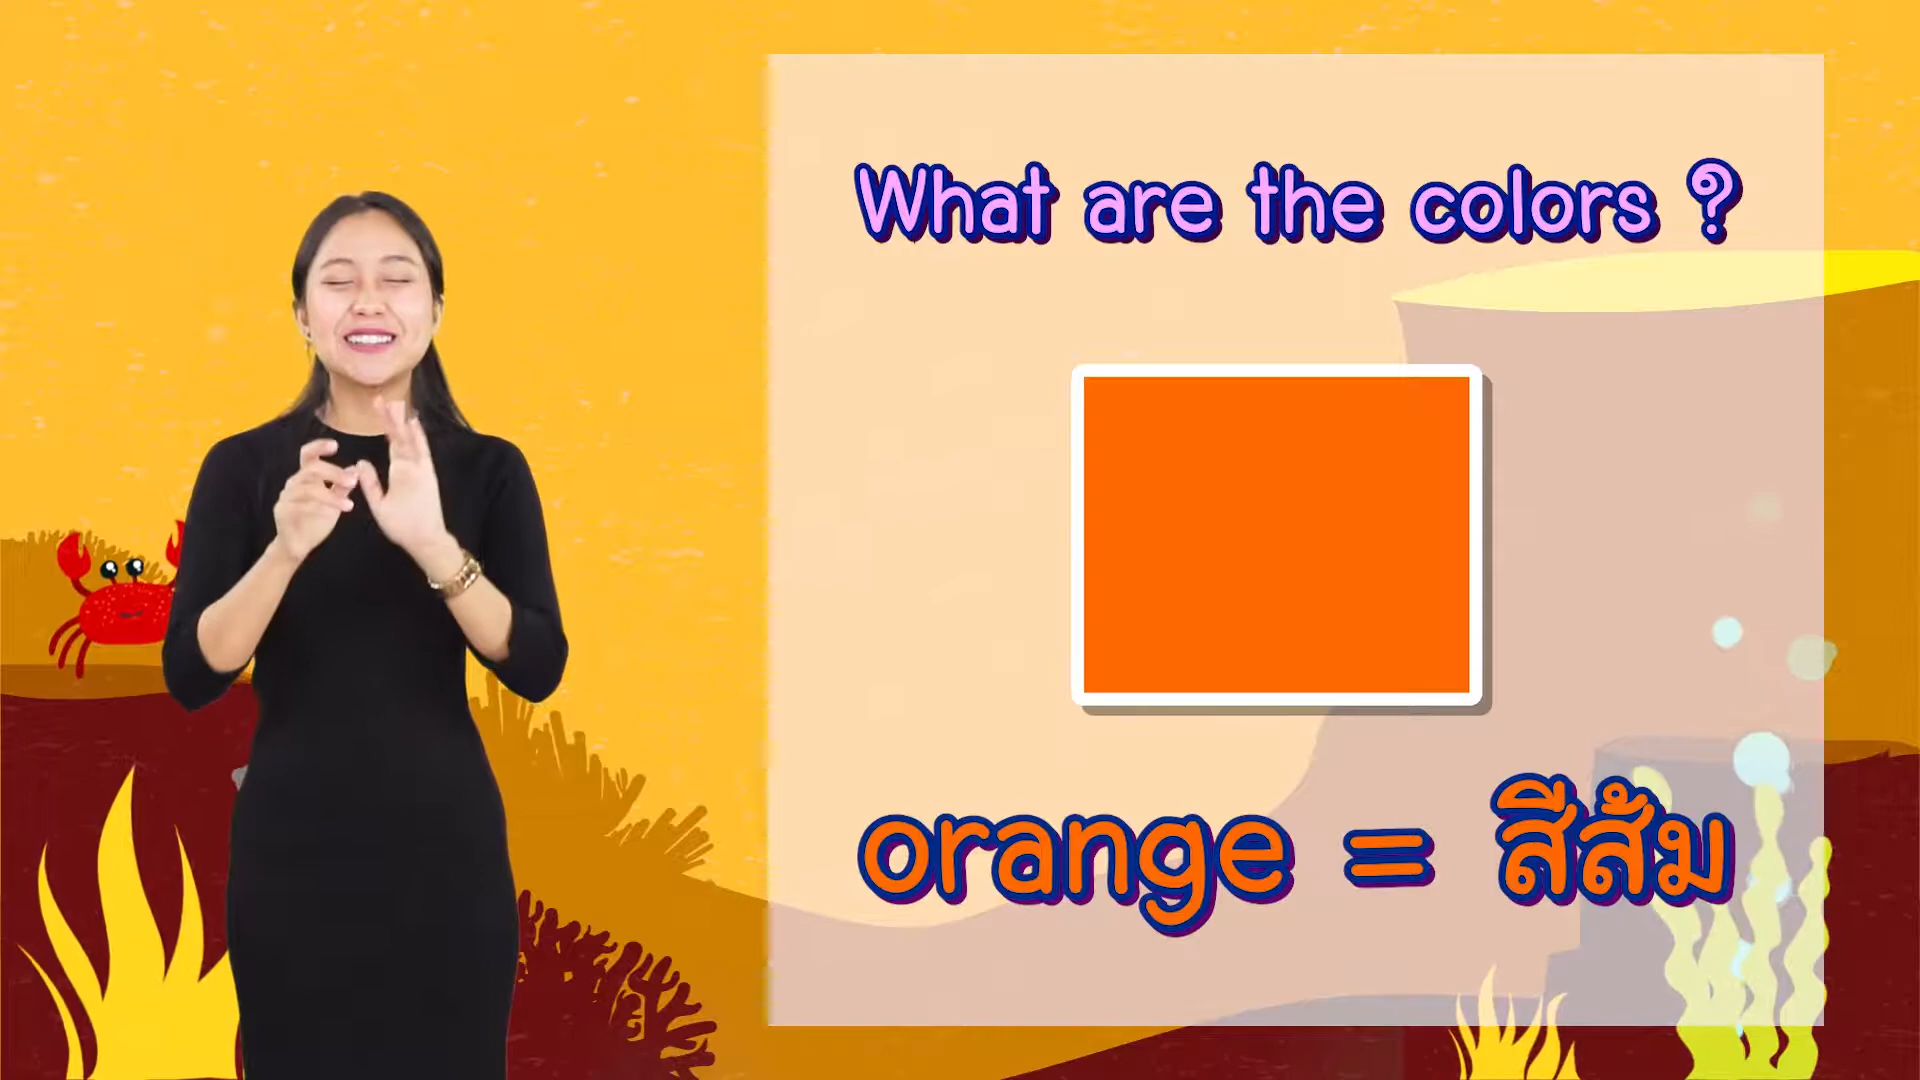 What are the colors ?
orange = สีส้ม